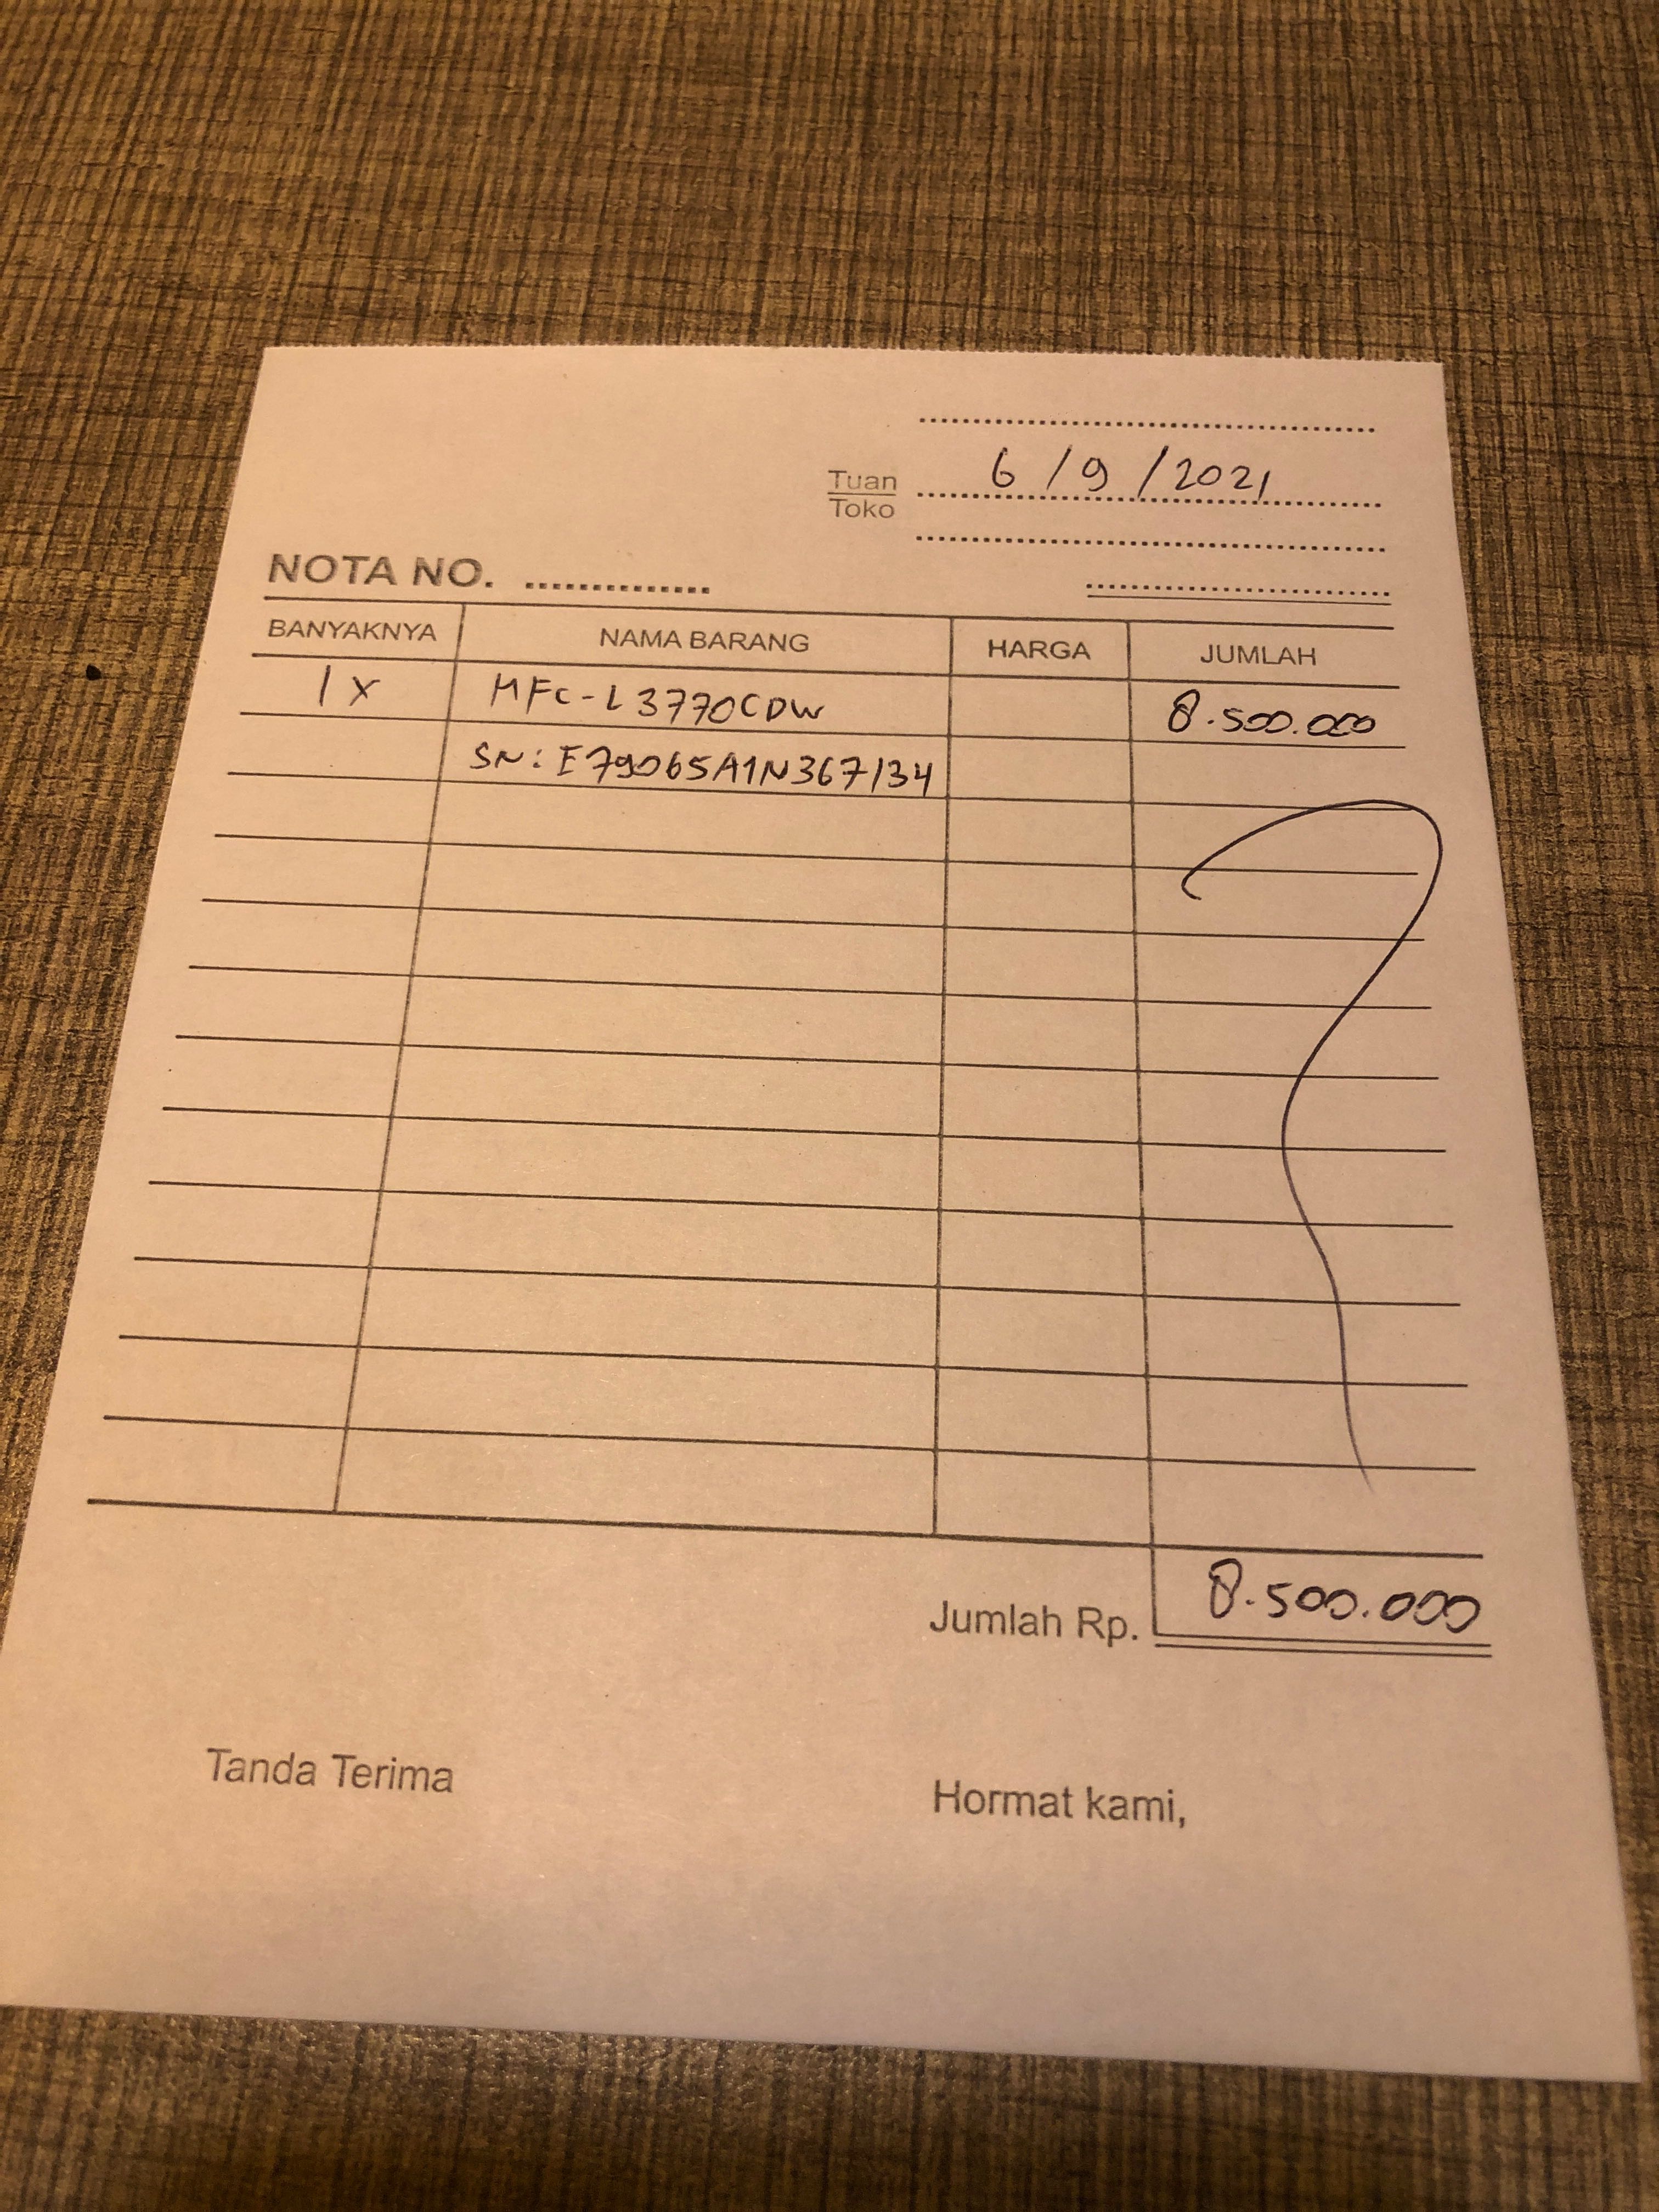 6/9/2021
Tuan
Toko
NOTA NO.
BANYAKNYA NAMA BARANG HARGA JUMLAH
1 X MFC-L3770CDW 8.500.000
SN: E79065A1N367134
Jumlah Rp. 8.500.000
Tanda Terima Hormat kami,